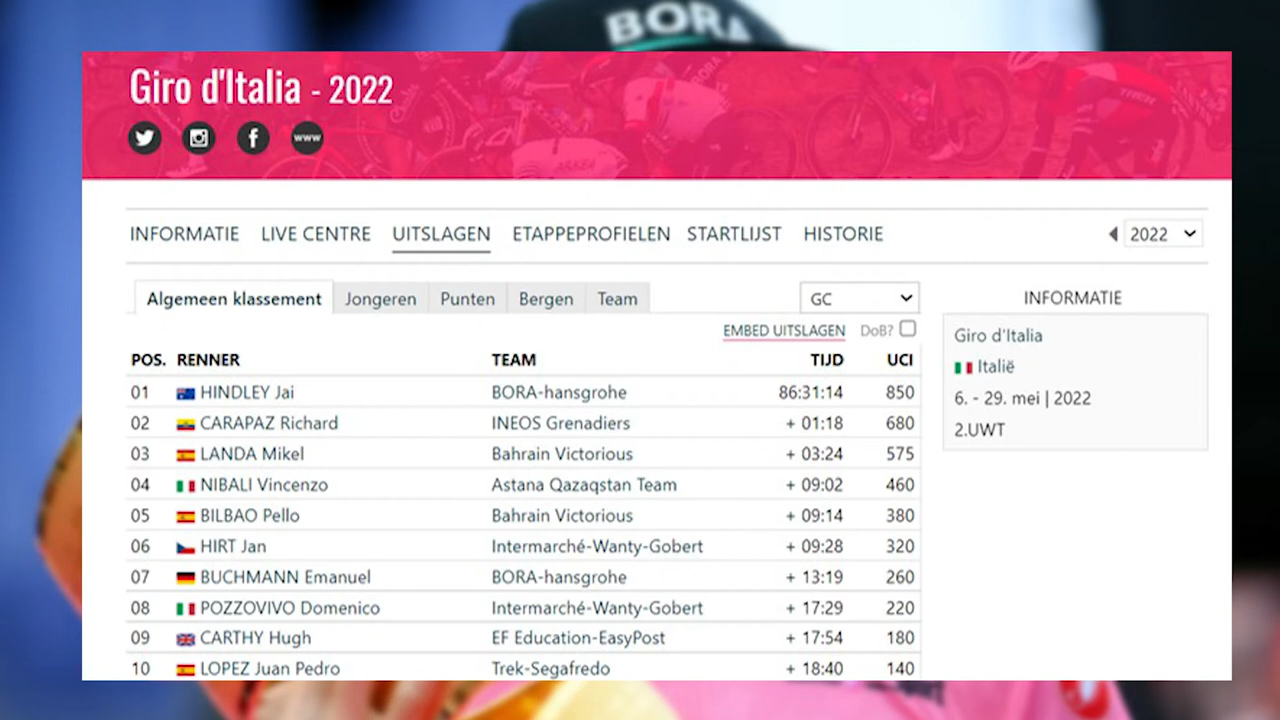 BORA
Giro d'Italia - 2022
www
INFORMATIE LIVE CENTRE UITSLAGEN ETAPPEPROFIELEN STARTLIJST HISTORIE 2022
Algemeen klassement Jongeren Punten Bergen Team GC
INFORMATIE
EMBED UITSLAGEN DoB?
Giro d'Italia
Italië
6. - 29. mei | 2022
2.UWT
POS. RENNER TEAM TIJD UCI
01 HINDLEY Jai BORA-hansgrohe 86:31:14 850
02 CARAPAZ Richard INEOS Grenadiers + 01:18 680
03 LANDA Mikel Bahrain Victorious + 03:24 575
04 NIBALI Vincenzo Astana Qazaqstan Team + 09:02 460
05 BILBAO Pello Bahrain Victorious + 09:14 380
06 HIRT Jan Intermarché-Wanty-Gobert + 09:28 320
07 BUCHMANN Emanuel BORA-hansgrohe + 13:19 260
08 POZZOVIVO Domenico Intermarché-Wanty-Gobert + 17:29 220
09 CARTHY Hugh EF Education-EasyPost + 17:54 180
10 LOPEZ Juan Pedro Trek-Segafredo + 18:40 140